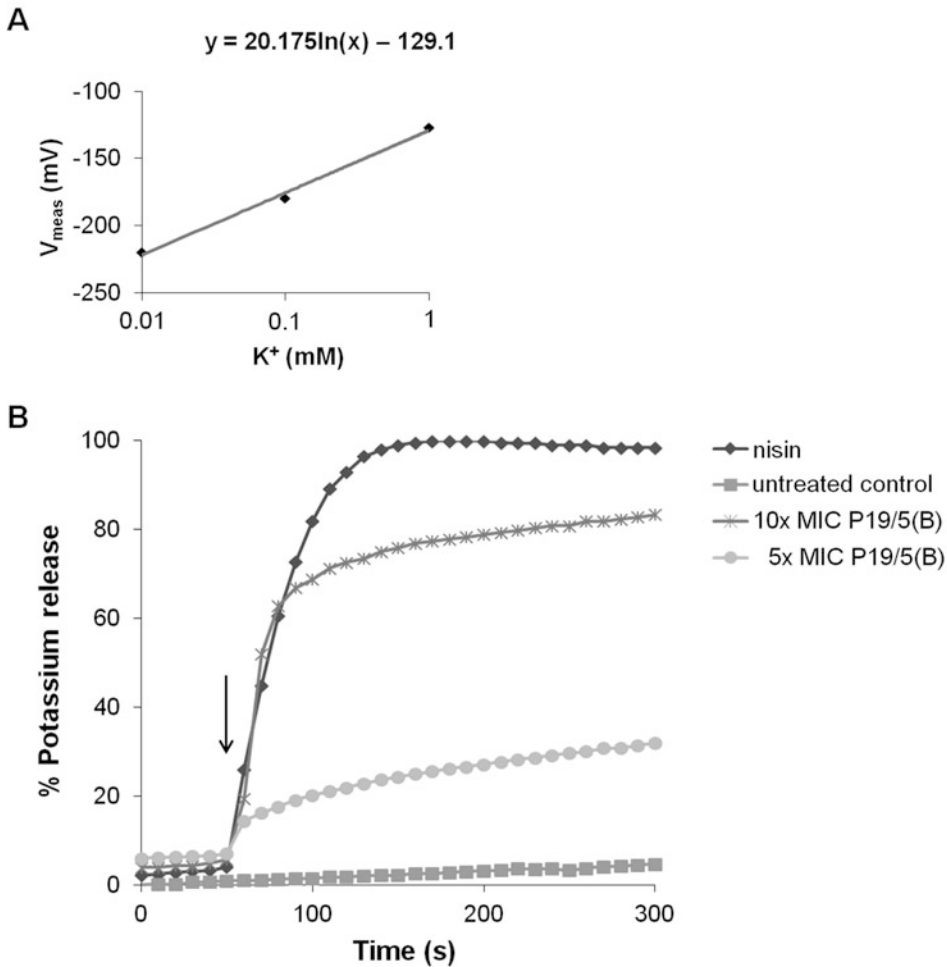 A
y = 20.175ln(x) – 129.1
-100
-150
-200
-250
V_meas (mV)
0.01 0.1 1
K⁺ (mM)
B
100
80
60
40
20
0
% Potassium release
0 100 200 300
Time (s)
nisin
untreated control
10x MIC P19/5(B)
5x MIC P19/5(B)